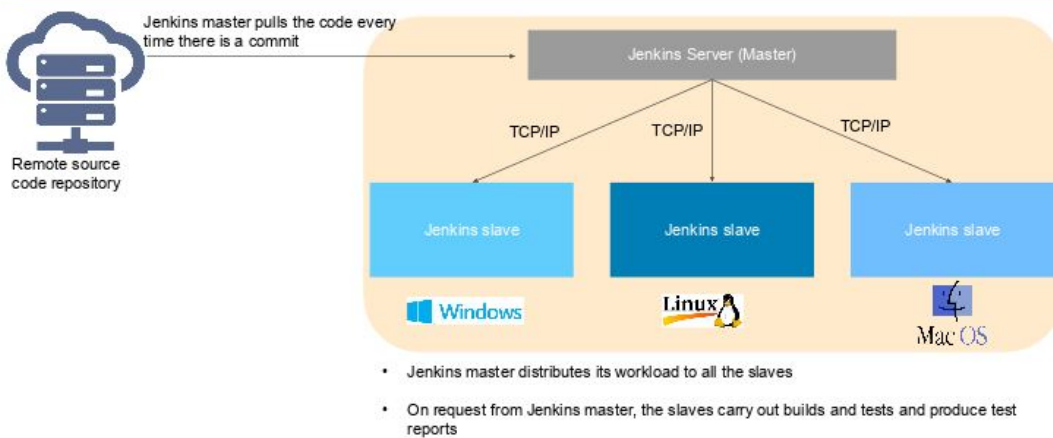 Jenkins master pulls the code every
time there is a commit
Jenkins Server (Master)
TCP/IP
TCP/IP
TCP/IP
Remote source
code repository
Jenkins slave
Jenkins slave
Jenkins slave
Windows
Linux
Mac OS
• Jenkins master distributes its workload to all the slaves
• On request from Jenkins master, the slaves carry out builds and tests and produce test
reports